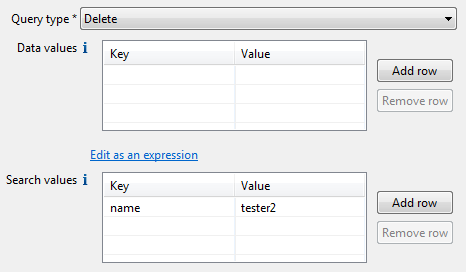 Query type * Delete
Data values i
Key Value
Add row
Remove row
Edit as an expression
Search values i
Key Value
name tester2
Add row
Remove row